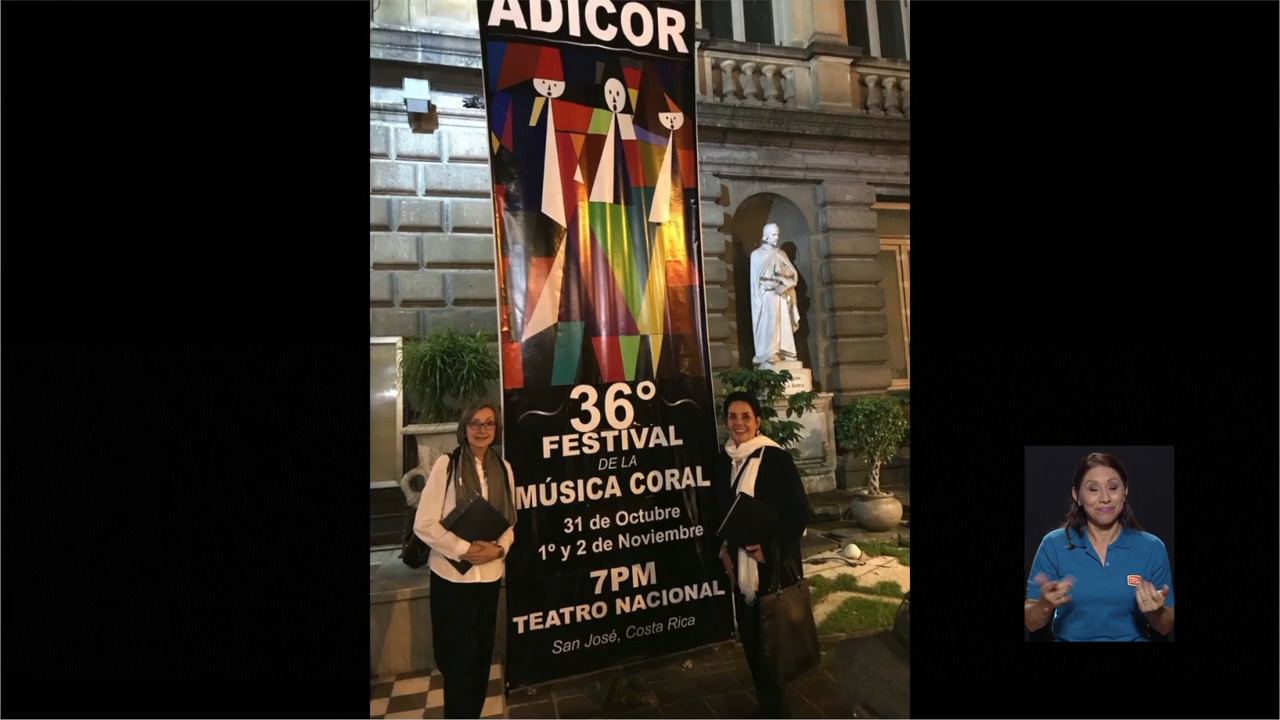 ADICOR
36°
FESTIVAL
DE LA
MÚSICA CORAL
31 de Octubre
1º y 2 de Noviembre
7PM
TEATRO NACIONAL
San José, Costa Rica